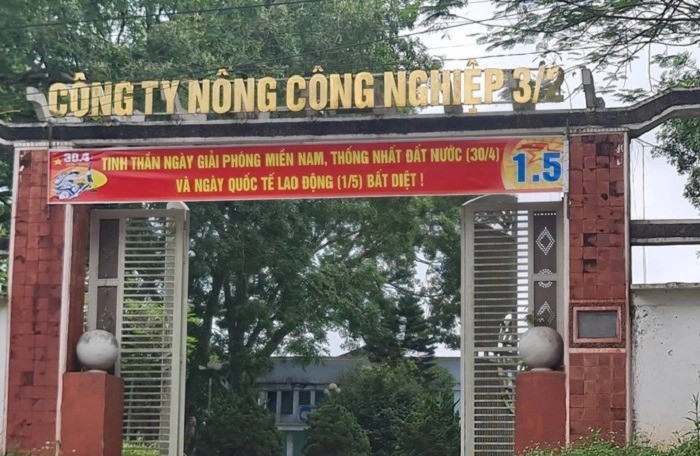 CÔNG TY NÔNG CÔNG NGHIỆP 3/2
30.4
TINH THẦN NGÀY GIẢI PHÓNG MIỀN NAM, THỐNG NHẤT ĐẤT NƯỚC (30/4)
VÀ NGÀY QUỐC TẾ LAO ĐỘNG (1/5) BẤT DIỆT !
1.5